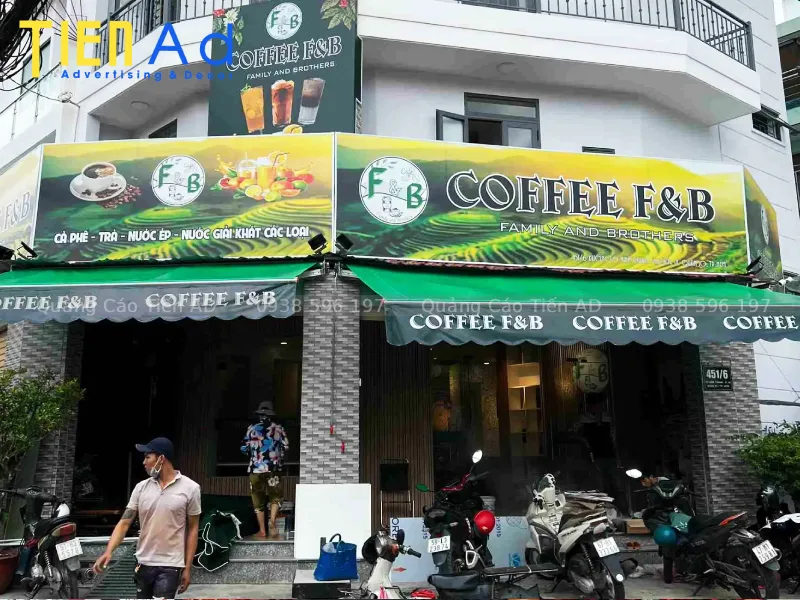 TIẾN Ad
Advertising & Decor
F&B
COFFEE F&B
FAMILY AND BROTHERS
F&B
F&B
CÀ PHÊ - TRÀ - NƯỚC ÉP - NƯỚC GIẢI KHÁT CÁC LOẠI
F&B
COFFEE F&B
FAMILY AND BROTHERS
COFFEE F&B
COFFEE F&B
Quảng Cáo Tiến AD 0938 596 197
Quảng Cáo Tiến AD 0938 596 197
COFFEE F&B
COFFEE F&B
COFFEE
F&B
451/6